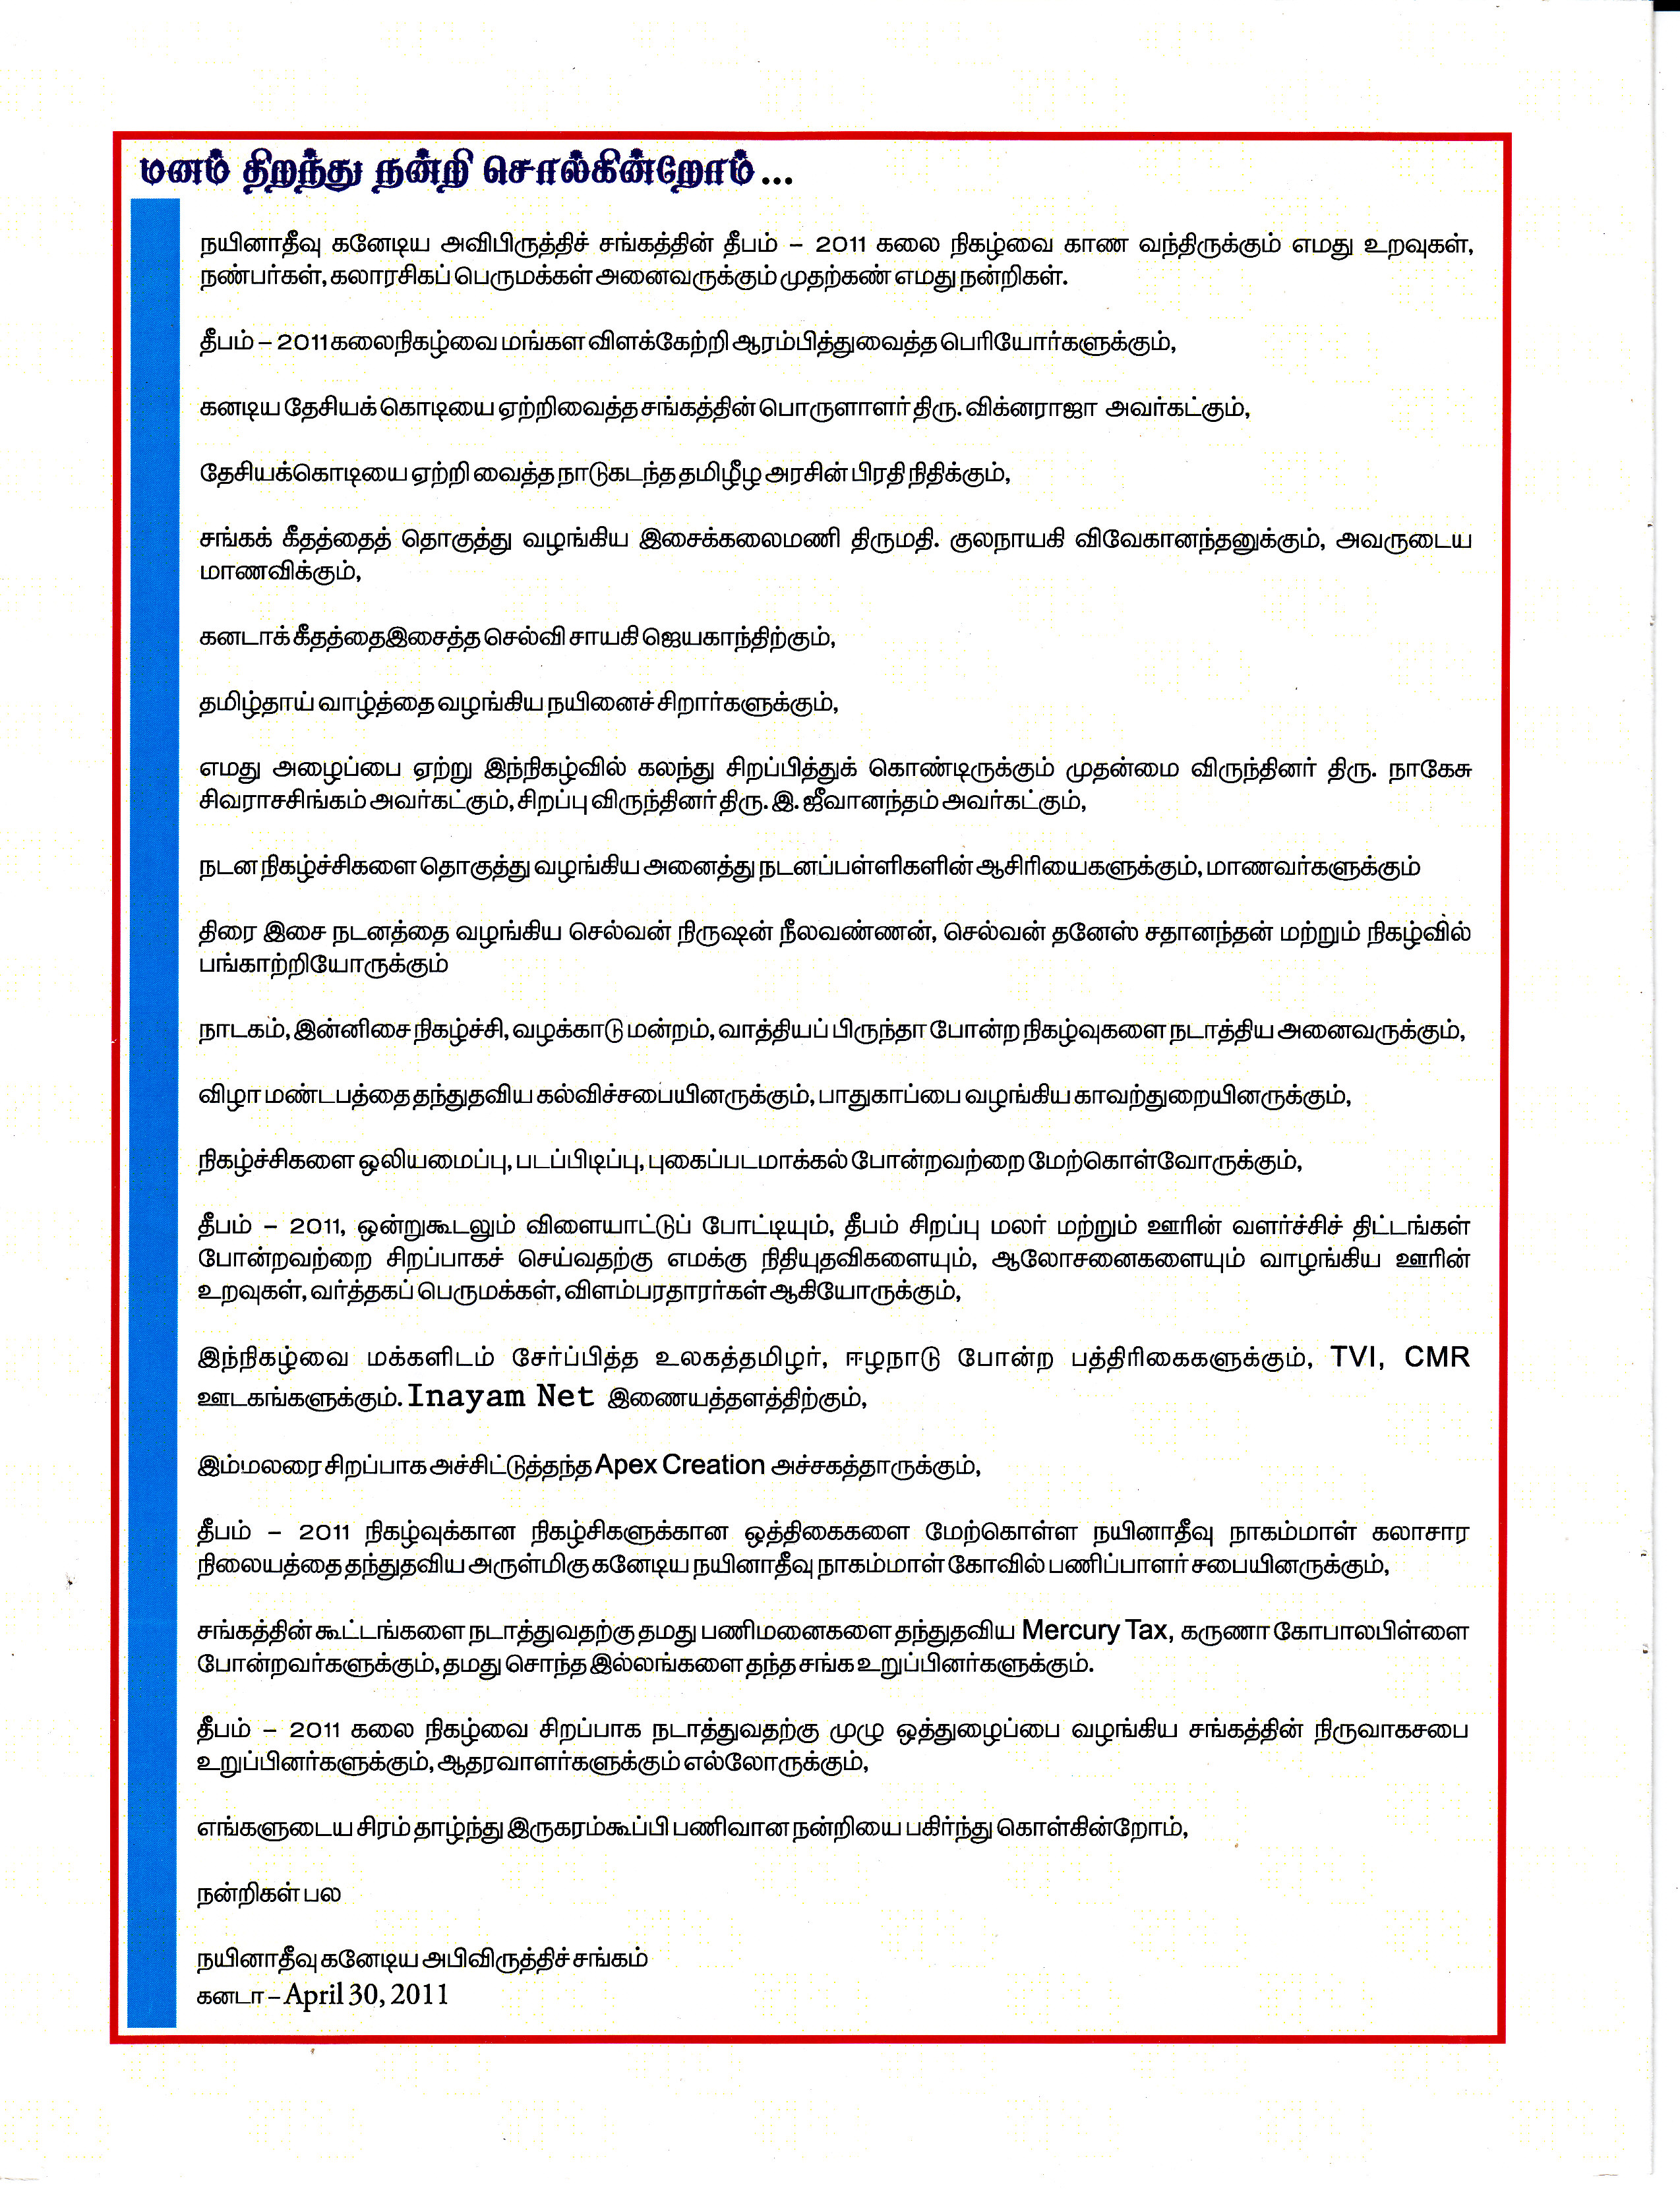 மனம் திறந்து நன்றி சொல்கின்றோம்...
நயினாதீவு கனேடிய அவிபிருத்திச் சங்கத்தின் தீபம் – 2011 கலை நிகழ்வை காண வந்திருக்கும் எமது உறவுகள்,
நண்பர்கள், கலாரசிகப் பெருமக்கள் அனைவருக்கும் முதற்கண் எமது நன்றிகள்.
தீபம் – 2011 கலைநிகழ்வை மங்கள விளக்கேற்றி ஆரம்பித்துவைத்த பெரியோர்களுக்கும்,
கனடிய தேசியக் கொடியை ஏற்றிவைத்த சங்கத்தின் பொருளாளர் திரு. விக்னராஜா அவர்கட்கும்,
தேசியக்கொடியை ஏற்றி வைத்த நாடுகடந்த தமிழீழ அரசின் பிரதி நிதிக்கும்,
சங்கக் கீதத்தைத் தொகுத்து வழங்கிய இசைக்கலைமணி திருமதி. குலநாயகி விவேகானந்தனுக்கும், அவருடைய
மாணவிக்கும்,
கனடாக் கீதத்தை இசைத்த செல்வி சாயகி ஜெயகாந்திற்கும்,
தமிழ்தாய் வாழ்த்தை வழங்கிய நயினைச் சிறார்களுக்கும்,
எமது அழைப்பை ஏற்று இந்நிகழ்வில் கலந்து சிறப்பித்துக் கொண்டிருக்கும் முதன்மை விருந்தினர் திரு. நாகேசு
சிவராசசிங்கம் அவர்கட்கும், சிறப்பு விருந்தினர் திரு. இ. ஜீவானந்தம் அவர்கட்கும்,
நடன நிகழ்ச்சிகளை தொகுத்து வழங்கிய அனைத்து நடனப்பள்ளிகளின் ஆசிரியைகளுக்கும், மாணவர்களுக்கும்
திரை இசை நடனத்தை வழங்கிய செல்வன் நிருஷன் நீலவண்ணன், செல்வன் தனேஸ் சதானந்தன் மற்றும் நிகழ்வில்
பங்காற்றியோருக்கும்
நாடகம், இன்னிசை நிகழ்ச்சி, வழக்காடு மன்றம், வாத்தியப் பிருந்தா போன்ற நிகழ்வுகளை நடாத்திய அனைவருக்கும்,
விழா மண்டபத்தை தந்துதவிய கல்விச்சபையினருக்கும், பாதுகாப்பை வழங்கிய காவற்துறையினருக்கும்,
நிகழ்ச்சிகளை ஒலியமைப்பு, படப்பிடிப்பு, புகைப்படமாக்கல் போன்றவற்றை மேற்கொள்வோருக்கும்,
தீபம் – 2011, ஒன்றுகூடலும் விளையாட்டுப் போட்டியும், தீபம் சிறப்பு மலர் மற்றும் ஊரின் வளர்ச்சித் திட்டங்கள்
போன்றவற்றை சிறப்பாகச் செய்வதற்கு எமக்கு நிதியுதவிகளையும், ஆலோசனைகளையும் வாழங்கிய ஊரின்
உறவுகள், வர்த்தகப் பெருமக்கள், விளம்பரதாரர்கள் ஆகியோருக்கும்,
இந்நிகழ்வை மக்களிடம் சேர்ப்பித்த உலகத்தமிழர், ஈழநாடு போன்ற பத்திரிகைகளுக்கும், TVI, CMR
ஊடகங்களுக்கும். Inayam Net இணையத்தளத்திற்கும்,
இம்மலரை சிறப்பாக அச்சிட்டுத்தந்த Apex Creation அச்சகத்தாருக்கும்,
தீபம் – 2011 நிகழ்வுக்கான நிகழ்சிகளுக்கான ஒத்திகைகளை மேற்கொள்ள நயினாதீவு நாகம்மாள் கலாசார
நிலையத்தை தந்துதவிய அருள்மிகு கனேடிய நயினாதீவு நாகம்மாள் கோவில் பணிப்பாளர் சபையினருக்கும்,
சங்கத்தின் கூட்டங்களை நடாத்துவதற்கு தமது பணிமனைகளை தந்துதவிய Mercury Tax, கருணா கோபாலபிள்ளை
போன்றவர்களுக்கும், தமது சொந்த இல்லங்களை தந்த சங்க உறுப்பினர்களுக்கும்.
தீபம் – 2011 கலை நிகழ்வை சிறப்பாக நடாத்துவதற்கு முழு ஒத்துழைப்பை வழங்கிய சங்கத்தின் நிருவாகசபை
உறுப்பினர்களுக்கும், ஆதரவாளர்களுக்கும் எல்லோருக்கும்,
எங்களுடைய சிரம் தாழ்ந்து இருகரம்கூப்பி பணிவான நன்றியை பகிர்ந்து கொள்கின்றோம்,
நன்றிகள் பல
நயினாதீவு கனேடிய அபிவிருத்திச் சங்கம்
கனடா – April 30, 2011